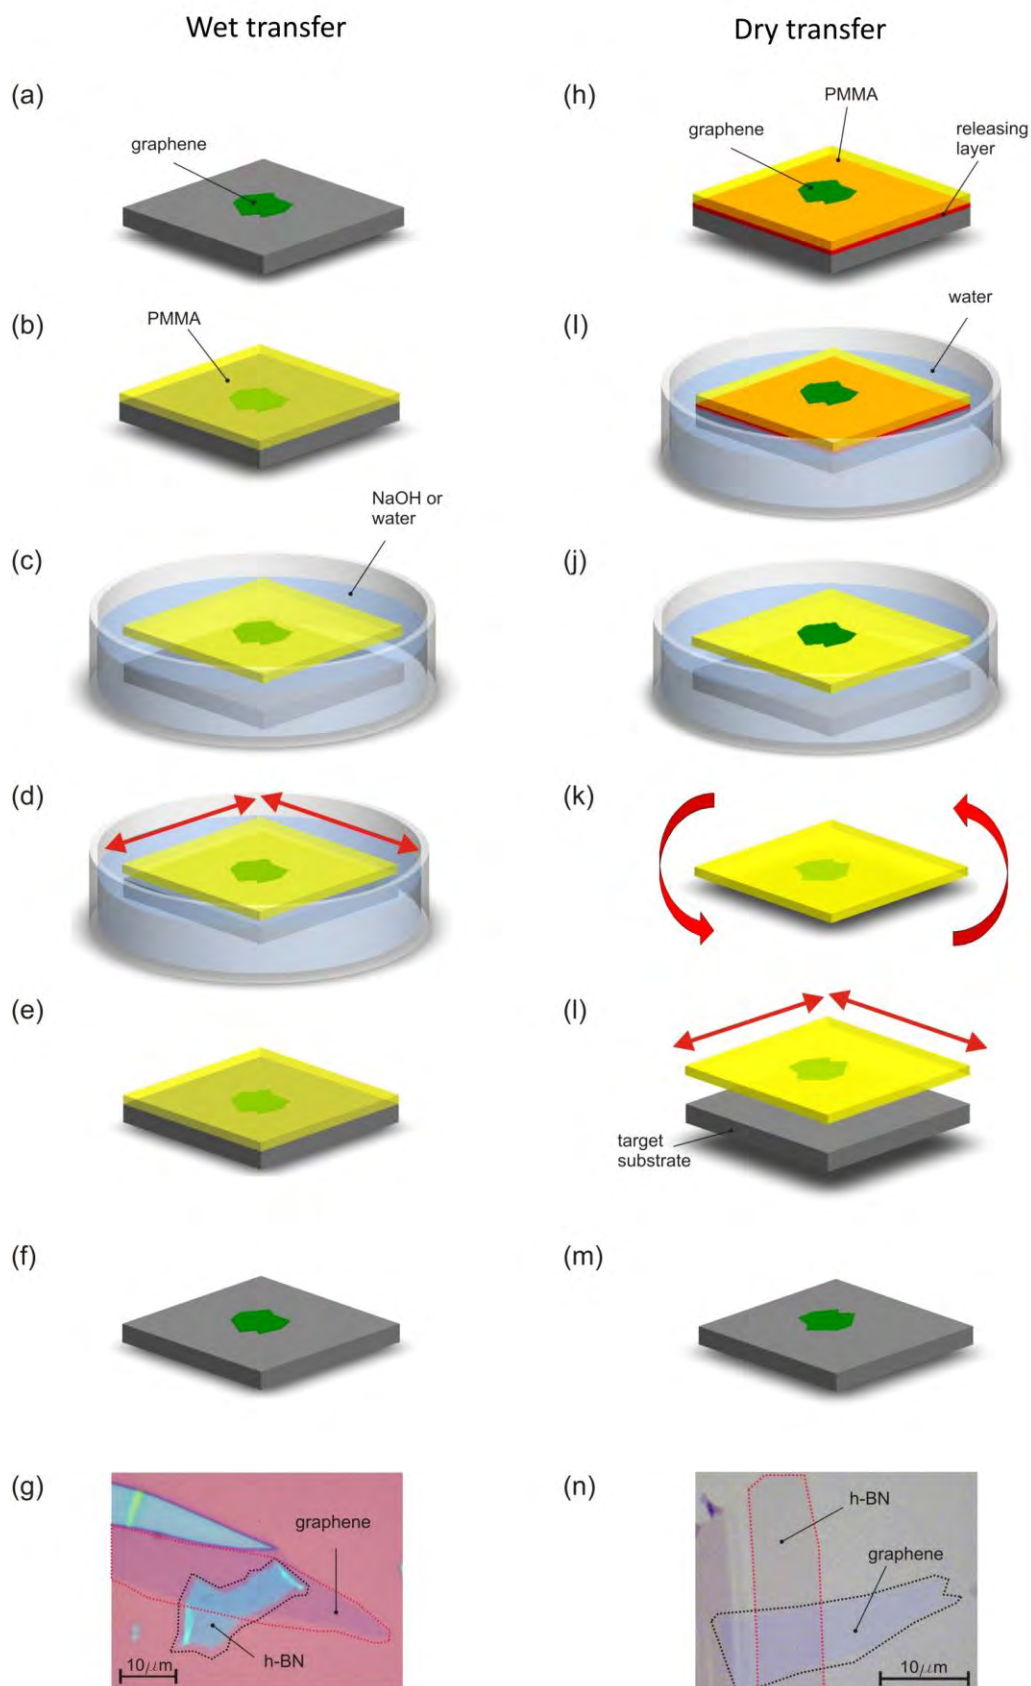 Wet transfer
Dry transfer
(a)
graphene
(h)
PMMA
graphene
releasing
layer
(b)
PMMA
(l)
water
(c)
NaOH or
water
(j)
(d)
(k)
(e)
(l)
target
substrate
(f)
(m)
(g)
graphene
h-BN
10μm
(n)
h-BN
graphene
10μm